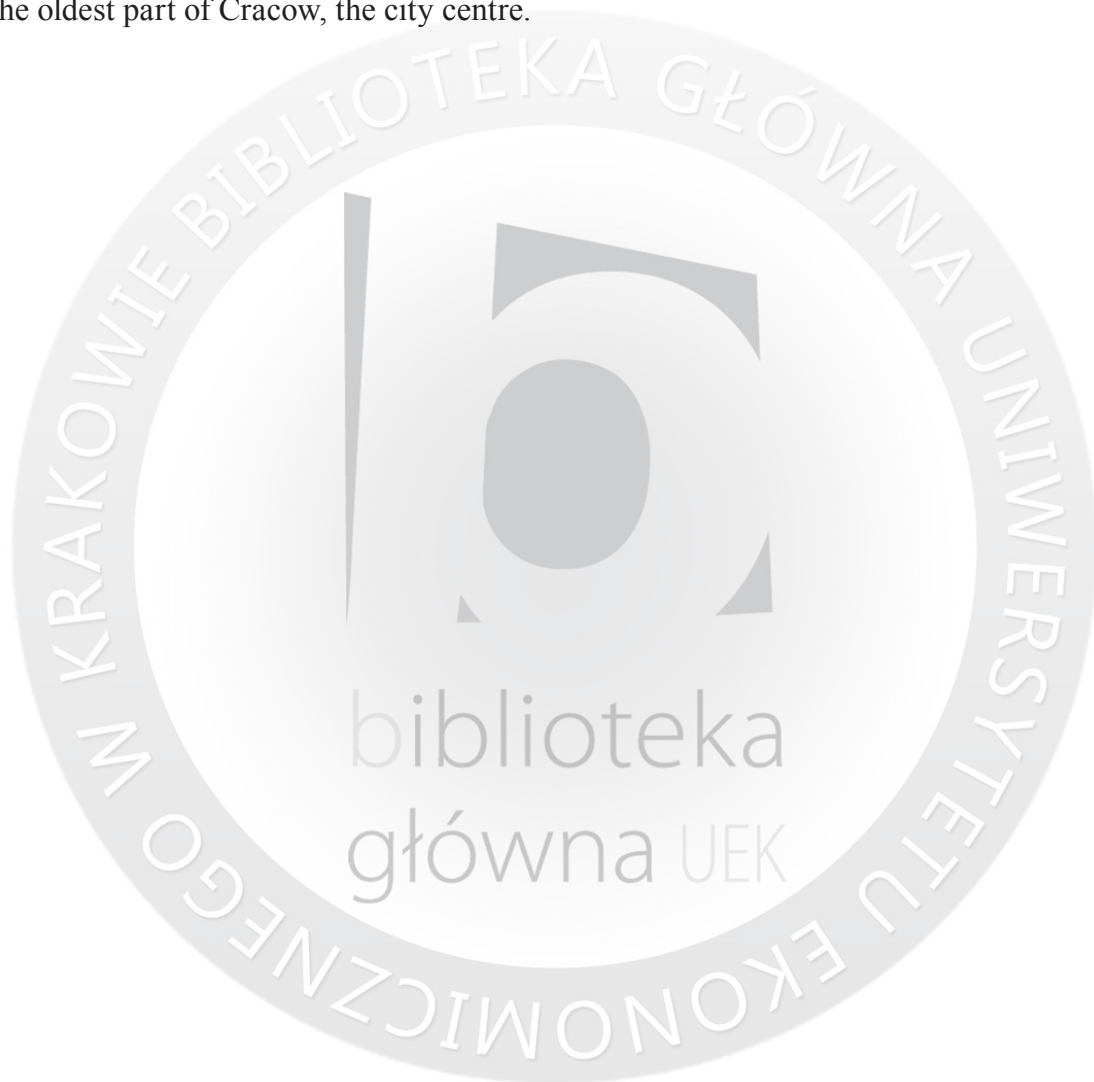 he oldest part of Cracow, the city centre.
BIBLIOTEKA GŁÓWNA UNIWERSYTETU EKONOMICZNEGO W KRAKOWIE
biblioteka
główna UEK